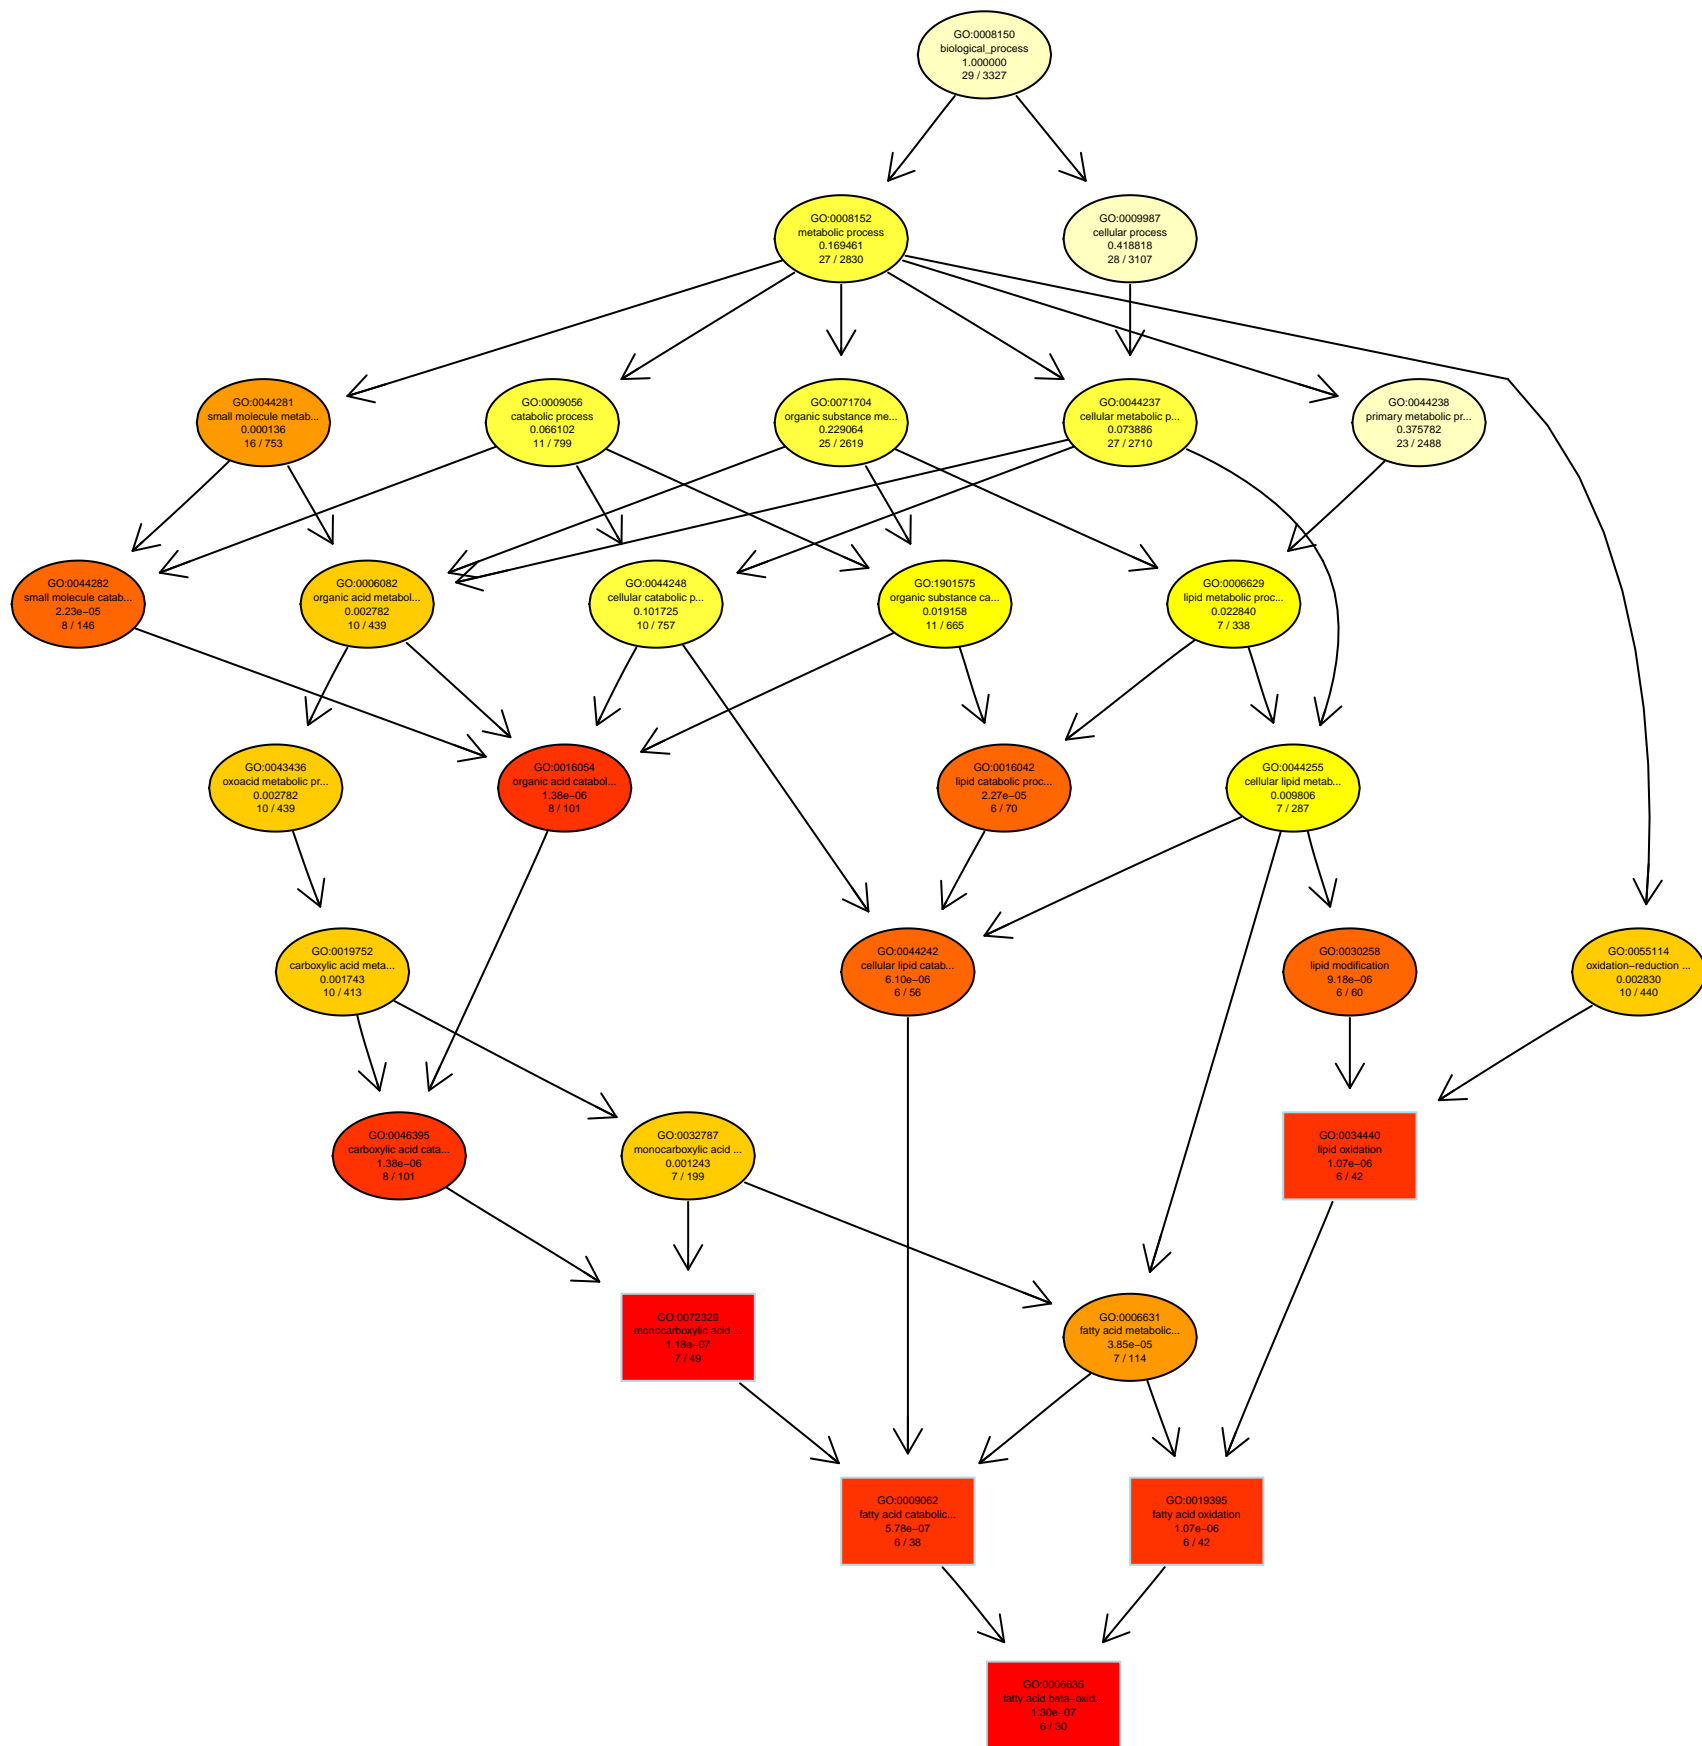 GO:0008150
biological_process
1.000000
29 / 3327
GO:0008152
metabolic process
0.169461
27 / 2830
GO:0009987
cellular process
0.418818
28 / 3107
GO:0044281
small molecule metab...
0.000136
16 / 753
GO:0009056
catabolic process
0.066102
11 / 799
GO:0071704
organic substance me...
0.229064
25 / 2619
GO:0044237
cellular metabolic p...
0.073886
27 / 2710
GO:0044238
primary metabolic pr...
0.375782
23 / 2488
GO:0044282
small molecule catab...
2.23e−05
8 / 146
GO:0006082
organic acid metabol...
0.002782
10 / 439
GO:0044248
cellular catabolic p...
0.101725
10 / 757
GO:1901575
organic substance ca...
0.019158
11 / 665
GO:0006629
lipid metabolic proc...
0.022840
7 / 338
GO:0043436
oxoacid metabolic pr...
0.002782
10 / 439
GO:0016054
organic acid catabol...
1.38e−06
8 / 101
GO:0016042
lipid catabolic proc...
2.27e−05
6 / 70
GO:0044255
cellular lipid metab...
0.009806
7 / 287
GO:0019752
carboxylic acid meta...
0.001743
10 / 413
GO:0044242
cellular lipid catab...
6.10e−06
6 / 56
GO:0030258
lipid modification
9.18e−06
6 / 60
GO:0055114
oxidation−reduction ...
0.002830
10 / 440
GO:0046395
carboxylic acid cata...
1.38e−06
8 / 101
GO:0032787
monocarboxylic acid ...
0.001243
7 / 199
GO:0034440
lipid oxidation
1.07e−06
6 / 42
GO:0072329
monocarboxylic acid ...
1.18e−07
7 / 49
GO:0006631
fatty acid metabolic...
3.85e−05
7 / 114
GO:0009062
fatty acid catabolic...
5.78e−07
6 / 38
GO:0019395
fatty acid oxidation
1.07e−06
6 / 42
GO:0006635
fatty acid beta−oxid...
1.30e−07
6 / 30